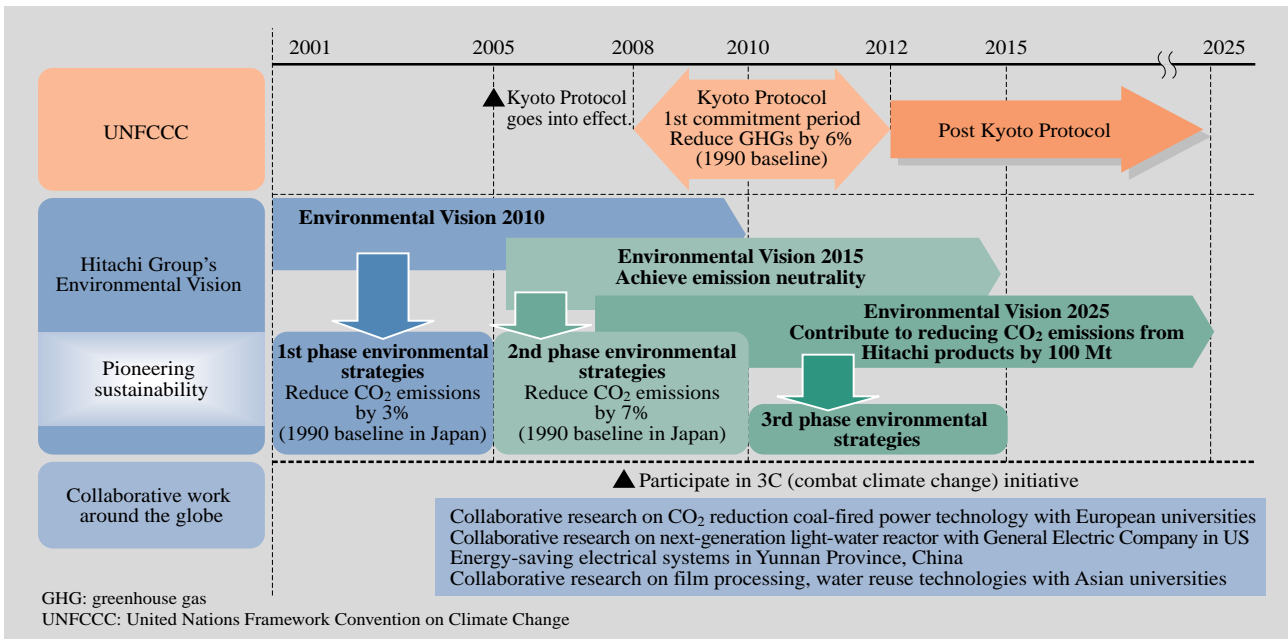 2001 2005 2008 2010 2012 2015 2025
UNFCCC
Kyoto Protocol
goes into effect.
Kyoto Protocol
1st commitment period
Reduce GHGs by 6%
(1990 baseline)
Post Kyoto Protocol
Hitachi Group's
Environmental Vision
Pioneering
sustainability
Environmental Vision 2010
Environmental Vision 2015
Achieve emission neutrality
Environmental Vision 2025
Contribute to reducing CO₂ emissions from
Hitachi products by 100 Mt
1st phase environmental
strategies
Reduce CO₂ emissions
by 3%
(1990 baseline in Japan)
2nd phase environmental
strategies
Reduce CO₂ emissions
by 7%
(1990 baseline in Japan)
3rd phase environmental
strategies
Collaborative work
around the globe
Participate in 3C (combat climate change) initiative
Collaborative research on CO₂ reduction coal-fired power technology with European universities
Collaborative research on next-generation light-water reactor with General Electric Company in US
Energy-saving electrical systems in Yunnan Province, China
Collaborative research on film processing, water reuse technologies with Asian universities
GHG: greenhouse gas
UNFCCC: United Nations Framework Convention on Climate Change